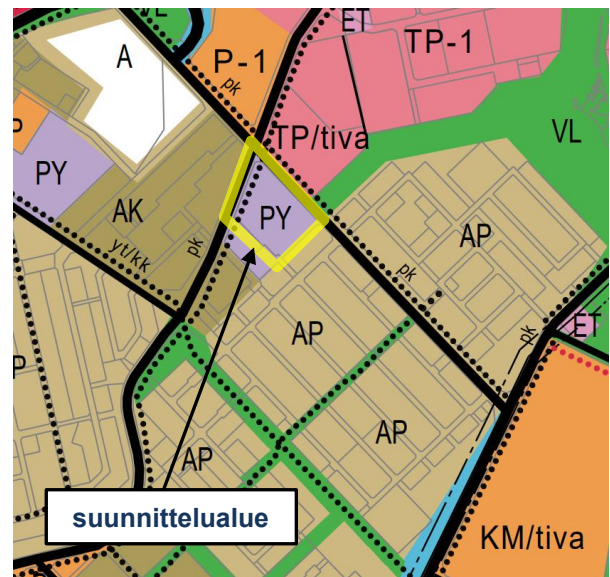 VL
ET
A
P-1
TP-1
pk
TP/tiva
VL
P
PY
AK
PY
AP
yt/kk
pk
pk
AP
pk
ET
P
AP
AP
suunnittelualue
KM/tiva